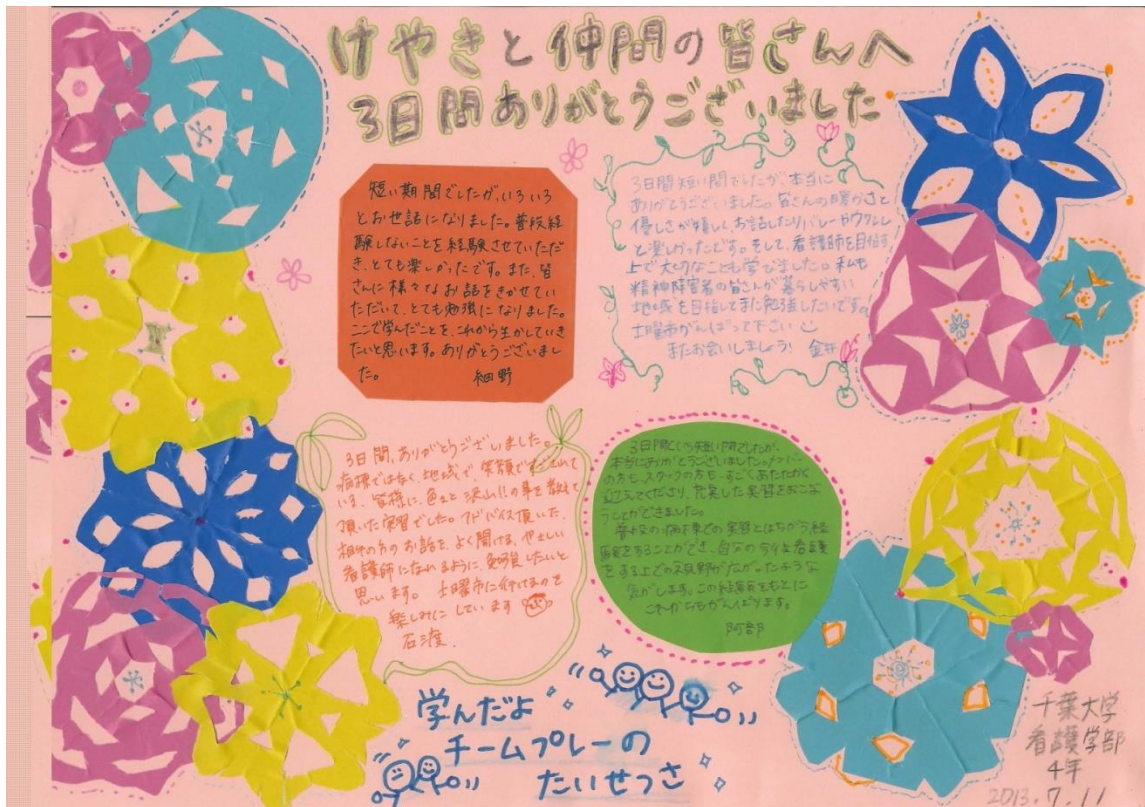 けやきと仲間の皆さんへ
3日間ありがとうございました
短い期間でしたが、いろいろ
とお世話になりました。普段経
験しないことを経験させていただ
き、とても楽しかったです。また、皆
さんに様々なお話をきかせてい
ただいて、とても勉強になりました。
ここで学んだことを、これから生かしていき
たいと思います。ありがとうございまし
た。 細野
3日間短い間でしたが、本当に
ありがとうございました。皆さんの暖かさと
優しさが嬉しく、お話したりバレーやウクレレ
と楽しかったです。そして、看護師を目指す
上で大切なことも学びました。私も
精神障害者の皆さんが暮らしやすい
地域を目指してまた勉強したいです。
土曜市がんばって下さい
またお会いしましょう! 金井
3日間、ありがとうございました。
病棟ではなく、地域で、笑顔ですごされて
いる、皆様に、色々と沢山!!の事を教えて
頂いた実習でした。アドバイス頂いた、
相手の方のお話を、よく聞ける、やさしい
看護師になれるように、勉強したいと
思います。 土曜市に行けるのを
楽しみにしています
石渡.
3日間という短い間でしたが、
本当にありがとうございました。メンバー
の方も、スタッフの方も、すごくあたたかく
迎えてくださり、充実した実習をおこな
うことができました。
普段の病棟での実習とはちがう経
験をすることができ、自分の今後看護
をする上での視野が広がったような
気がします。この経験をもとに
これからもがんばります。
阿部
学んだよ
チームプレーの
たいせつさ
千葉大学
看護学部
4年
2013.7.11